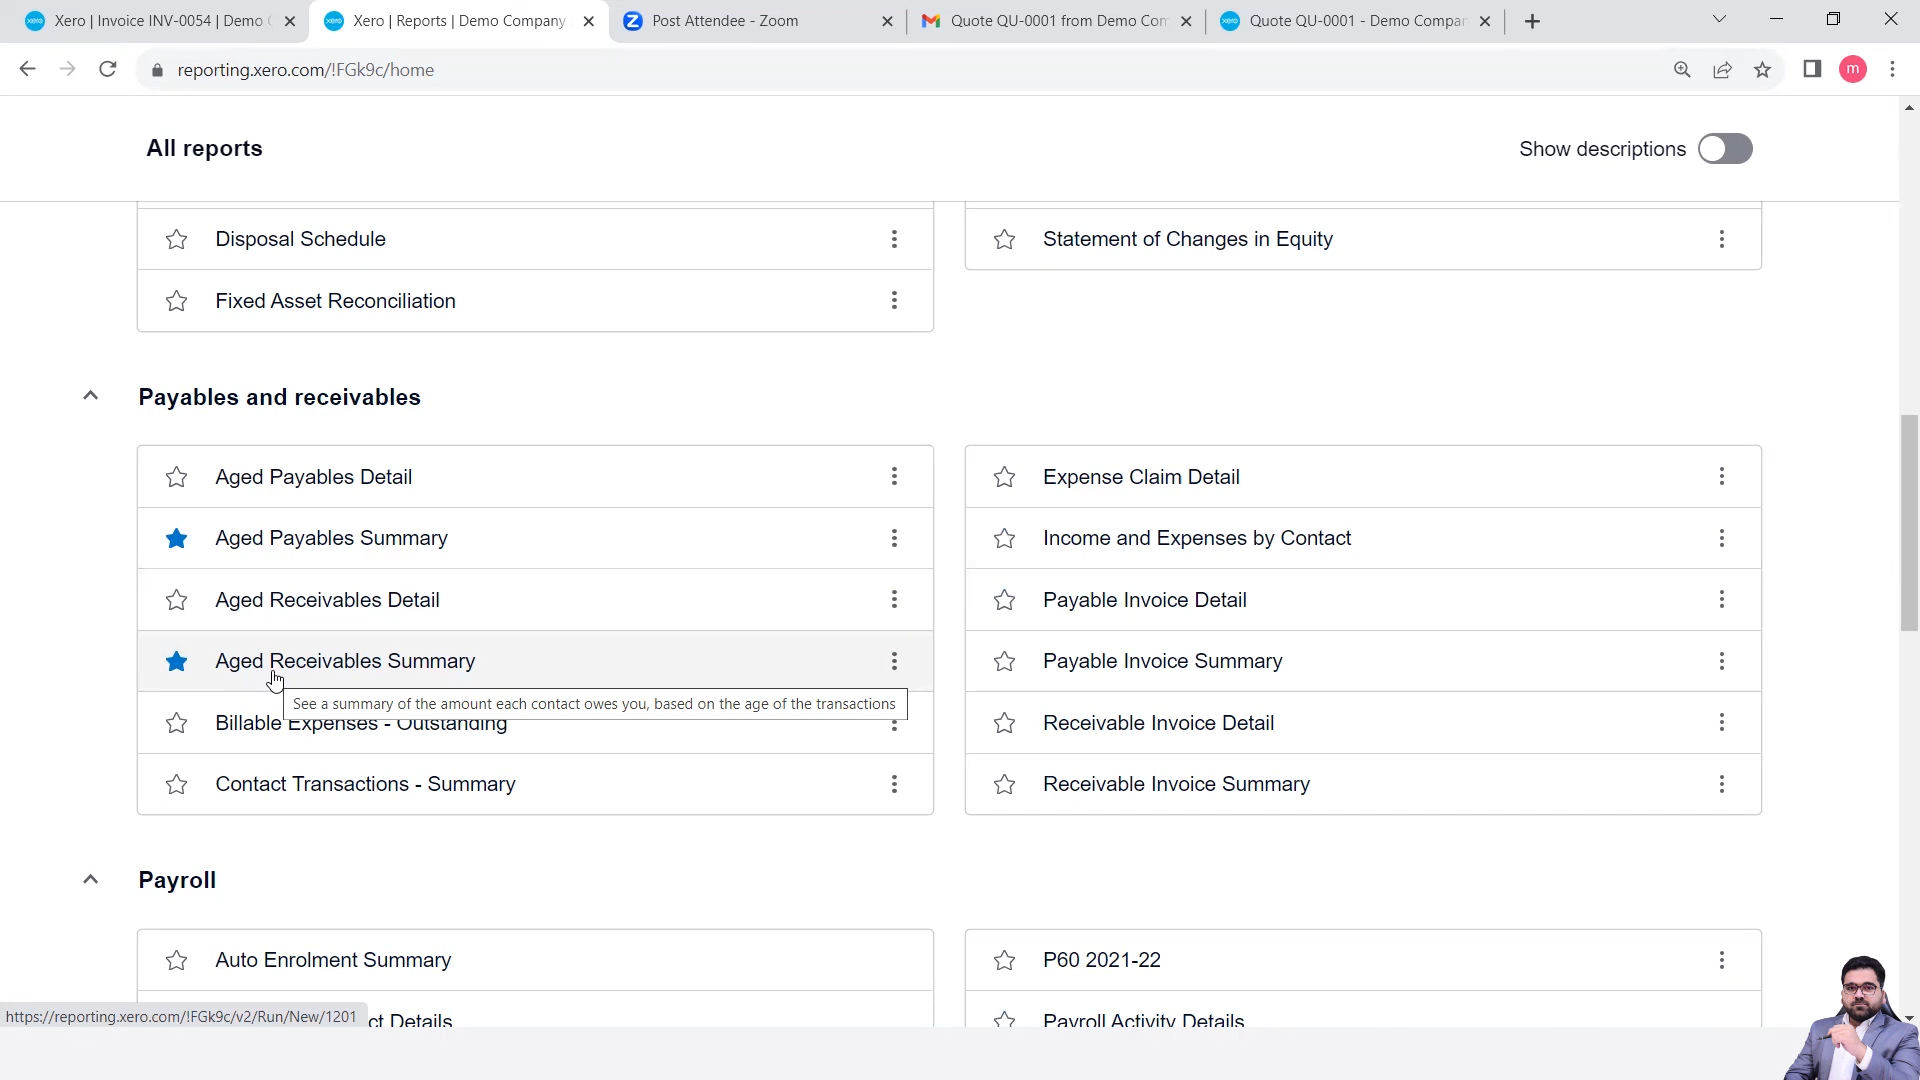 Xero | Invoice INV-0054 | Demo C
Xero | Reports | Demo Company
Post Attendee - Zoom
Quote QU-0001 from Demo Com
Quote QU-0001 - Demo Compan
reporting.xero.com/!FGk9c/home
m
All reports
Show descriptions
Disposal Schedule
Statement of Changes in Equity
Fixed Asset Reconciliation
Payables and receivables
Aged Payables Detail
Expense Claim Detail
Aged Payables Summary
Income and Expenses by Contact
Aged Receivables Detail
Payable Invoice Detail
Aged Receivables Summary
Payable Invoice Summary
See a summary of the amount each contact owes you, based on the age of the transactions
Billable Expenses - Outstanding
Receivable Invoice Detail
Contact Transactions - Summary
Receivable Invoice Summary
Payroll
Auto Enrolment Summary
P60 2021-22
https://reporting.xero.com/!FGk9c/v2/Run/New/1201
ct Details
Payroll Activity Details